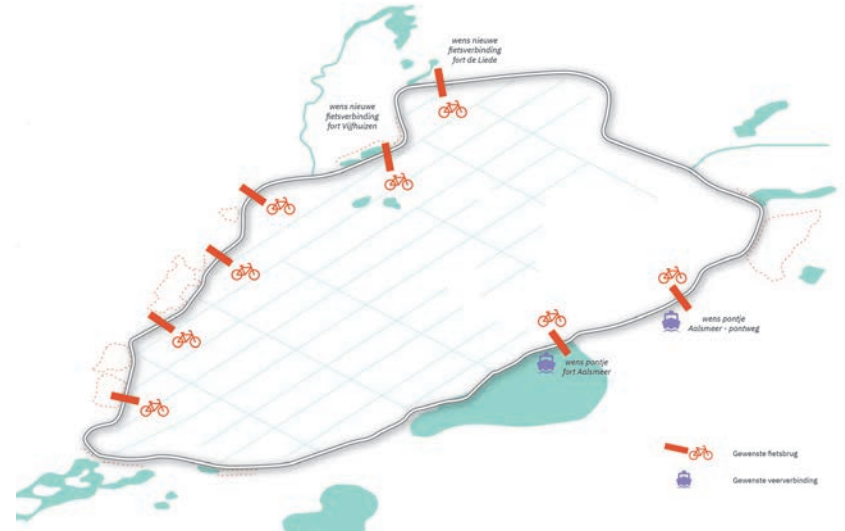 wens nieuwe
fietsverbinding
fort de Liede
wens nieuwe
fietsverbinding
fort Vijfhuizen
wens pontje
Aalsmeer - pontweg
wens pontje
fort Aalsmeer
Gewenste fietsbrug
Gewenste veerverbinding